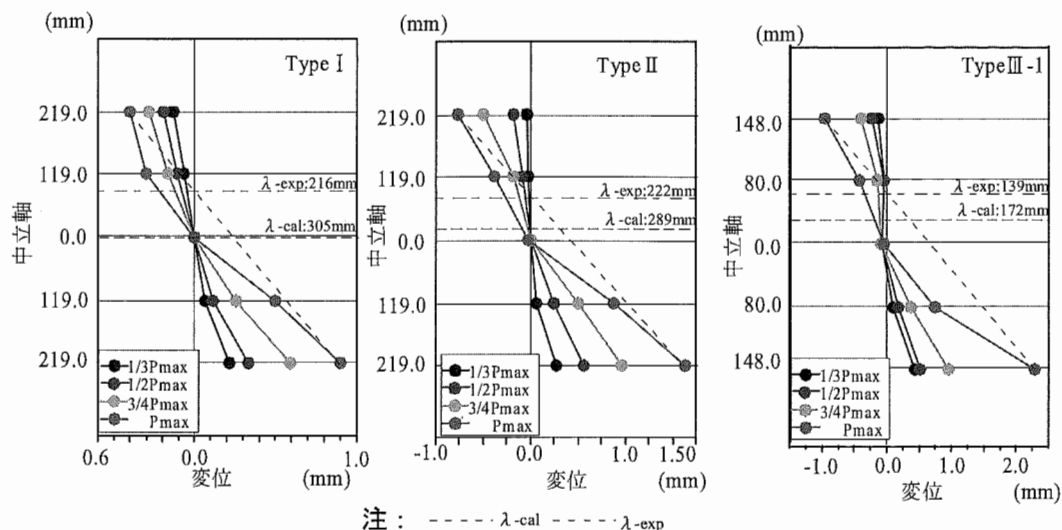 (mm)
Type Ⅰ
219.0
119.0
λ-exp:216mm
λ-cal:305mm
0.0
中立軸
119.0
219.0
1/3Pmax
1/2Pmax
3/4Pmax
Pmax
0.6
0.0
1.0
変位
(mm)
(mm)
Type Ⅱ
219.0
119.0
λ-exp:222mm
λ-cal:289mm
0.0
中立軸
119.0
219.0
1/3Pmax
1/2Pmax
3/4Pmax
Pmax
-1.0
0.0
1.0
1.50
変位
(mm)
(mm)
TypeⅢ-1
148.0
80.0
λ-exp:139mm
λ-cal:172mm
0.0
中立軸
80.0
148.0
1/3Pmax
1/2Pmax
3/4Pmax
Pmax
-1.0
0.0
1.0
2.0
変位
(mm)
注: λ-cal λ-exp